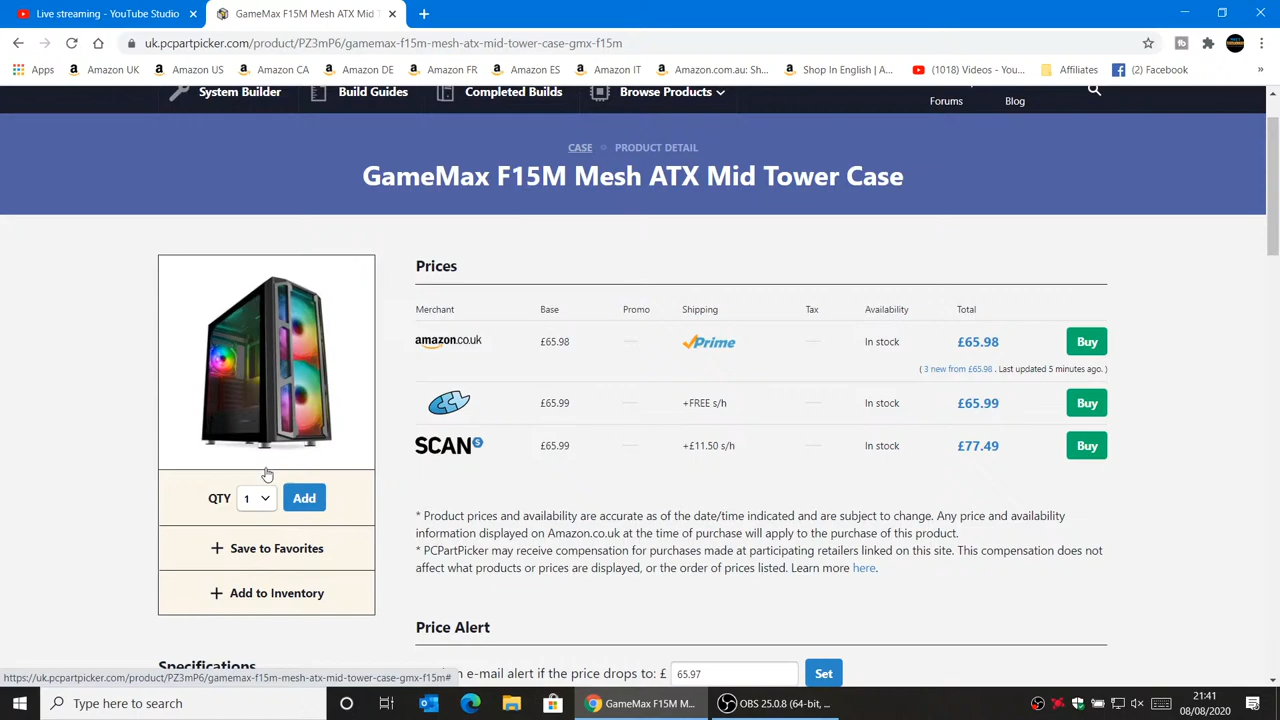 Live streaming - YouTube Studio
GameMax F15M Mesh ATX Mid T
uk.pcpartpicker.com/product/PZ3mP6/gamemax-f15m-mesh-atx-mid-tower-case-gmx-f15m
Apps
Amazon UK
Amazon US
Amazon CA
Amazon DE
Amazon FR
Amazon ES
Amazon IT
Amazon.com.au: Sh...
Shop In English | A...
(1018) Videos - You...
Affiliates
(2) Facebook
»
System Builder
Build Guides
Completed Builds
Browse Products
Forums
Blog
CASE
PRODUCT DETAIL
GameMax F15M Mesh ATX Mid Tower Case
Prices
Merchant Base Promo Shipping Tax Availability Total
amazon.co.uk £65.98 Prime In stock £65.98 Buy
( 3 new from £65.98 . Last updated 5 minutes ago. )
£65.99 +FREE s/h In stock £65.99 Buy
SCAN S £65.99 +£11.50 s/h In stock £77.49 Buy
QTY 1 Add
+ Save to Favorites
+ Add to Inventory
* Product prices and availability are accurate as of the date/time indicated and are subject to change. Any price and availability
information displayed on Amazon.co.uk at the time of purchase will apply to the purchase of this product.
* PCPartPicker may receive compensation for purchases made at participating retailers linked on this site. This compensation does not
affect what products or prices are displayed, or the order of prices listed. Learn more here.
Price Alert
Specifications
e-mail alert if the price drops to: £ 65.97 Set
https://uk.pcpartpicker.com/product/PZ3mP6/gamemax-f15m-mesh-atx-mid-tower-case-gmx-f15m#
Type here to search
GameMax F15M M...
OBS 25.0.8 (64-bit, ...
21:41
08/08/2020